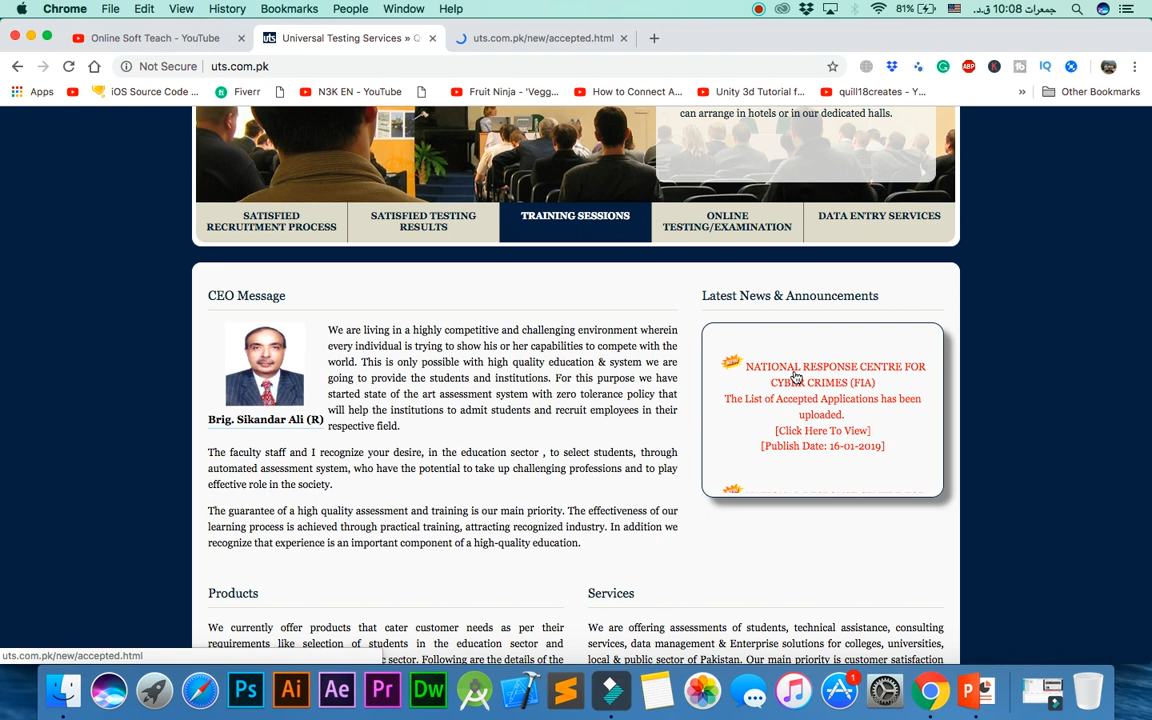 Chrome File Edit View History Bookmarks People Window Help
81% جمعرات 10:08 ق.د.
Online Soft Teach - YouTube
Universal Testing Services » Q
uts.com.pk/new/accepted.html
Not Secure uts.com.pk
Apps
iOS Source Code ...
Fiverr
N3K EN - YouTube
Fruit Ninja - 'Vegg...
How to Connect A...
Unity 3d Tutorial f...
quill18creates - Y...
» Other Bookmarks
can arrange in hotels or in our dedicated halls.
SATISFIED
RECRUITMENT PROCESS
SATISFIED TESTING
RESULTS
TRAINING SESSIONS
ONLINE
TESTING/EXAMINATION
DATA ENTRY SERVICES
CEO Message
We are living in a highly competitive and challenging environment wherein
every individual is trying to show his or her capabilities to compete with the
world. This is only possible with high quality education & system we are
going to provide the students and institutions. For this purpose we have
started state of the art assessment system with zero tolerance policy that
will help the institutions to admit students and recruit employees in their
respective field.
Brig. Sikandar Ali (R)
The faculty staff and I recognize your desire, in the education sector , to select students, through
automated assessment system, who have the potential to take up challenging professions and to play
effective role in the society.
The guarantee of a high quality assessment and training is our main priority. The effectiveness of our
learning process is achieved through practical training, attracting recognized industry. In addition we
recognize that experience is an important component of a high-quality education.
Latest News & Announcements
NATIONAL RESPONSE CENTRE FOR
CYBER CRIMES (FIA)
The List of Accepted Applications has been
uploaded.
[Click Here To View]
[Publish Date: 16-01-2019]
Products
We currently offer products that cater customer needs as per their
requirements like selection of students in the education sector and
sector. Following are the details of the
Services
We are offering assessments of students, technical assistance, consulting
services, data management & Enterprise solutions for colleges, universities,
local & public sector of Pakistan. Our main priority is customer satisfaction
uts.com.pk/new/accepted.html
Ps Ai Ae Pr Dw
1